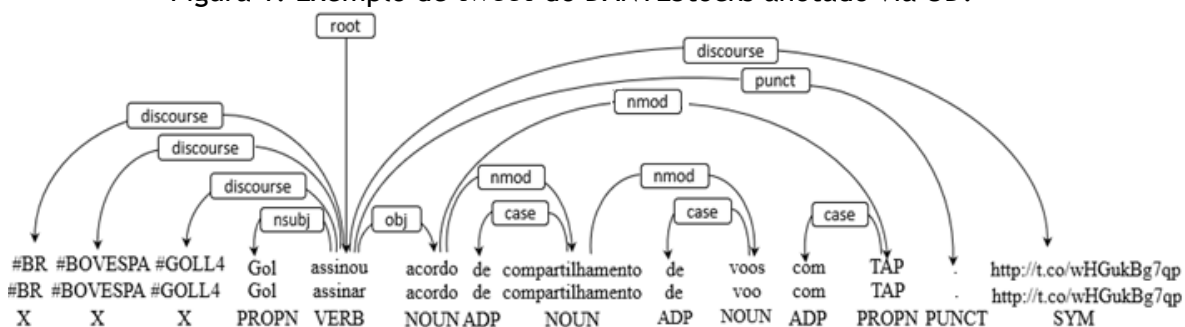 Figura 1. Exemplo de tweet do DANTEStocks anotado via UD.
root
discourse
punct
nmod
discourse
discourse
discourse
nsubj
obj
nmod
case
nmod
case
case
#BR #BOVESPA #GOLL4 Gol assinou acordo de compartilhamento de voos com TAP . http://t.co/wHGukBg7qp
#BR #BOVESPA #GOLL4 Gol assinar acordo de compartilhamento de voo com TAP . http://t.co/wHGukBg7qp
X X X PROPN VERB NOUN ADP NOUN ADP NOUN ADP PROPN PUNCT SYM